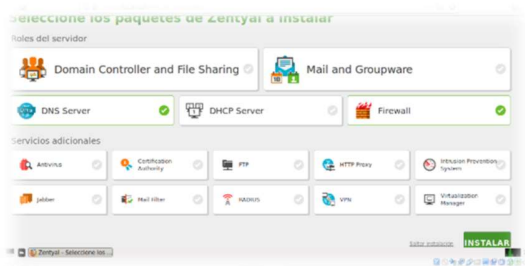 Seleccione los paquetes de Zentyal a instalar
Roles del servidor
Domain Controller and File Sharing
Mail and Groupware
DNS Server
DHCP Server
Firewall
Servicios adicionales
Antivirus
Certification
Authority
FTP
HTTP Proxy
Intrusion Prevention
System
Jabber
Mail Filter
RADIUS
VPN
Virtualization
Manager
Saltar instalación
INSTALAR
Zentyal - Seleccione los ...